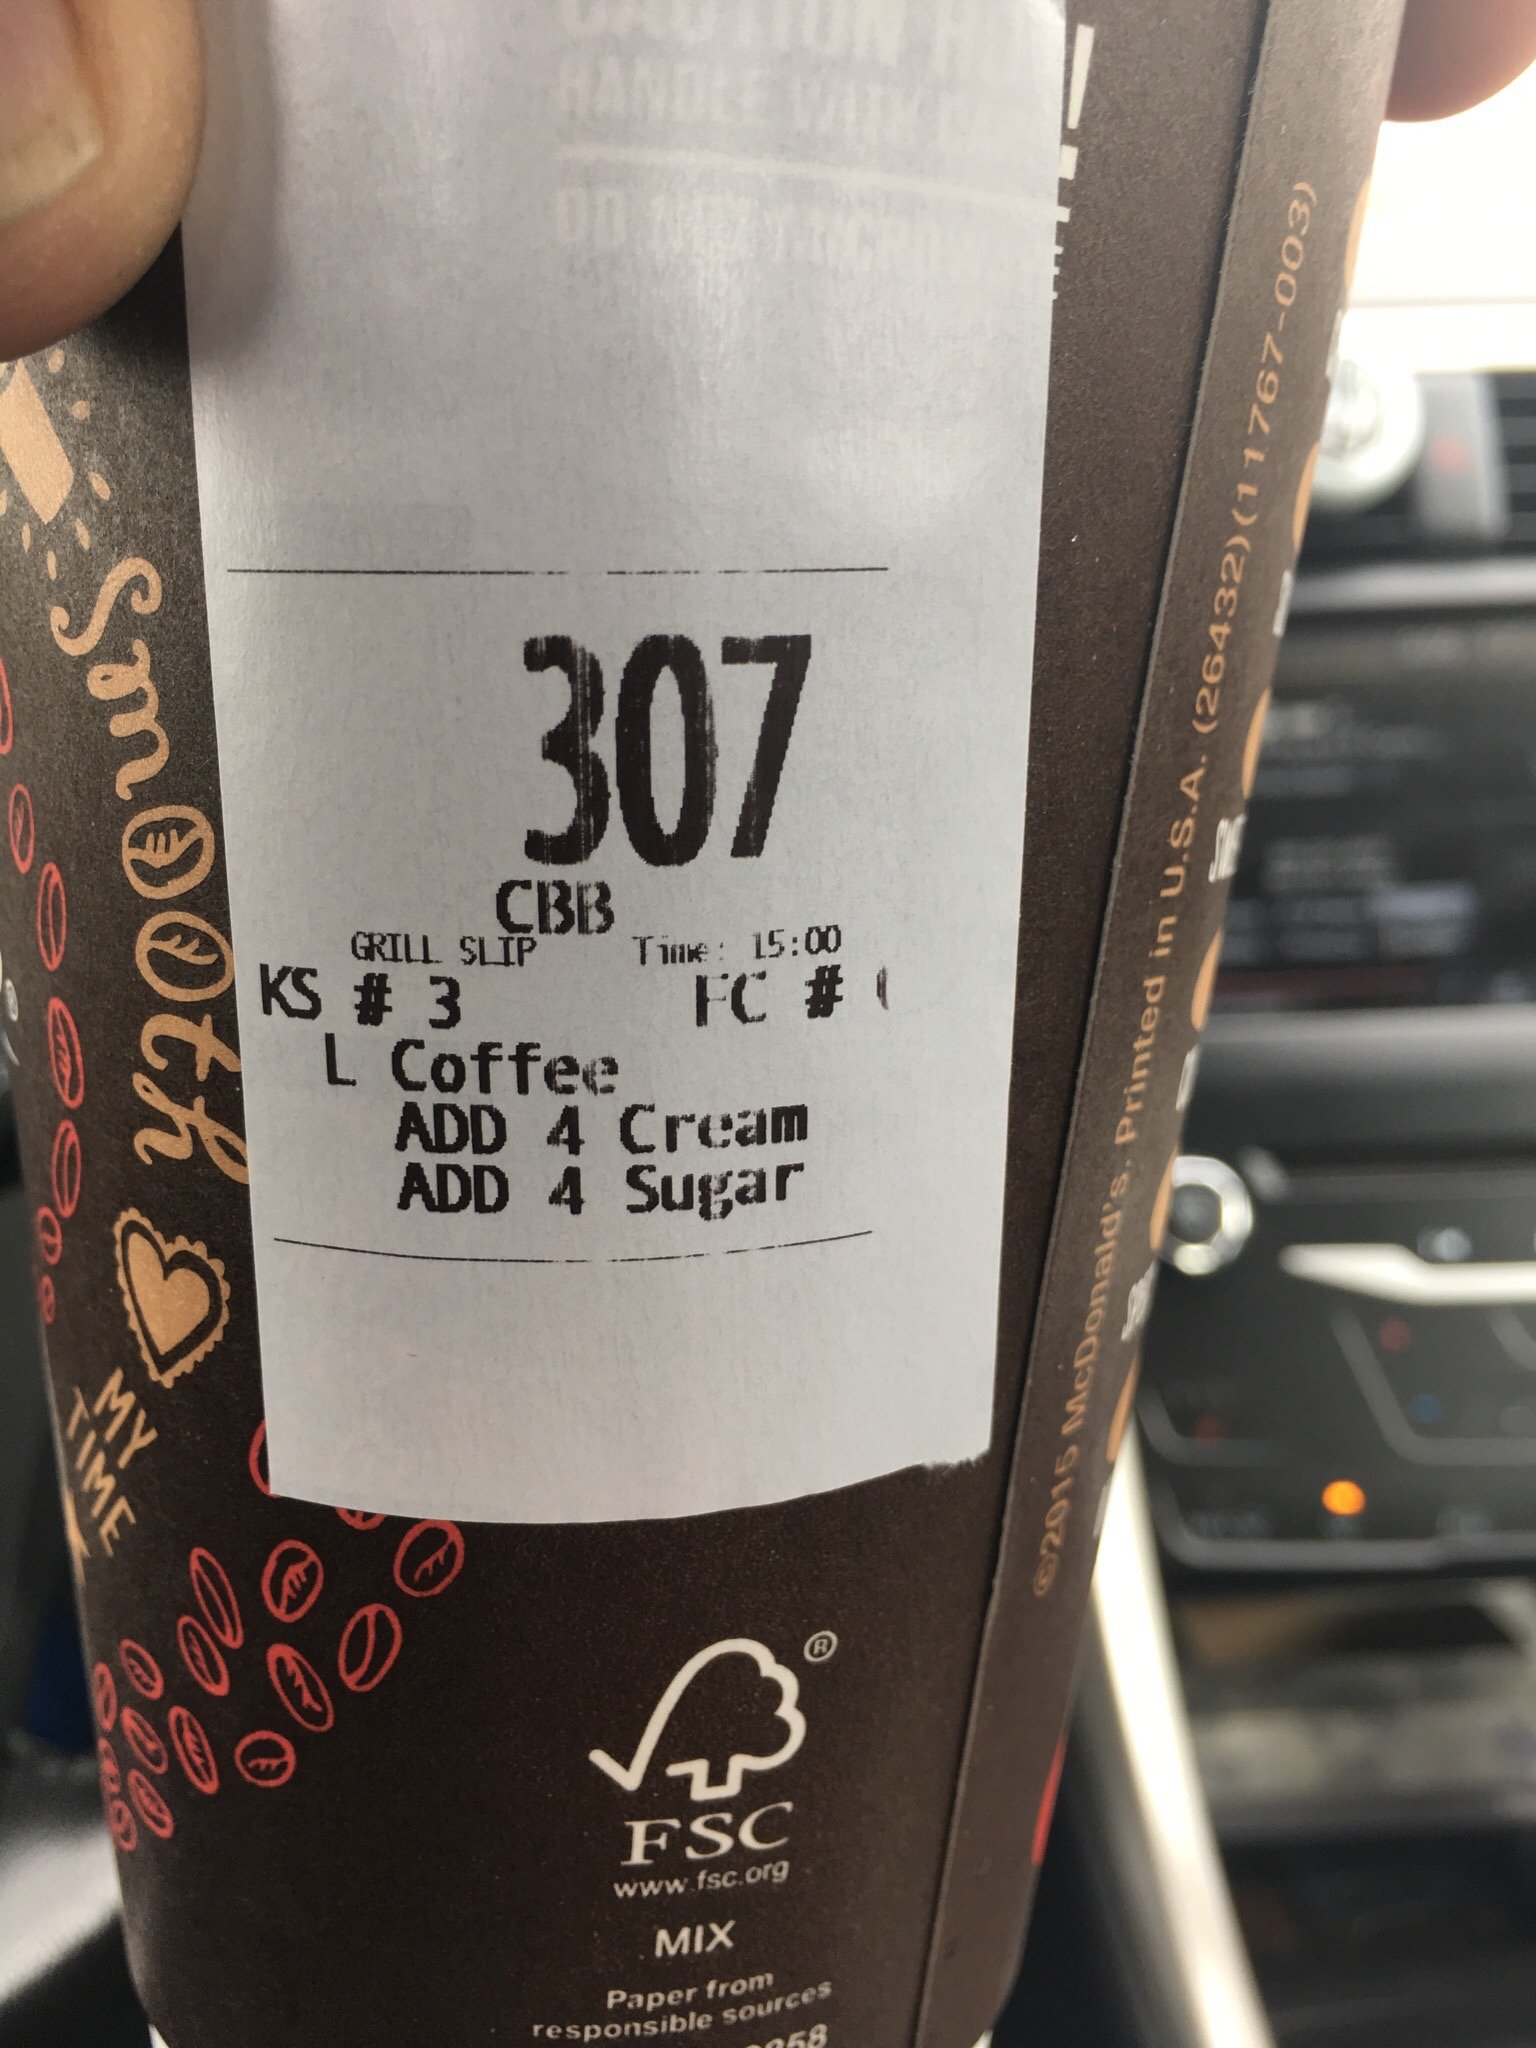 307
CBB
GRILL SLIP Time: 15:00
KS # 3 FC #
L Coffee
ADD 4 Cream
ADD 4 Sugar
Smooth
MY
TIME
©2015 McDonald's. Printed in U.S.A. (26432)(11767-003)
®
FSC
www.fsc.org
MIX
Paper from
responsible sources